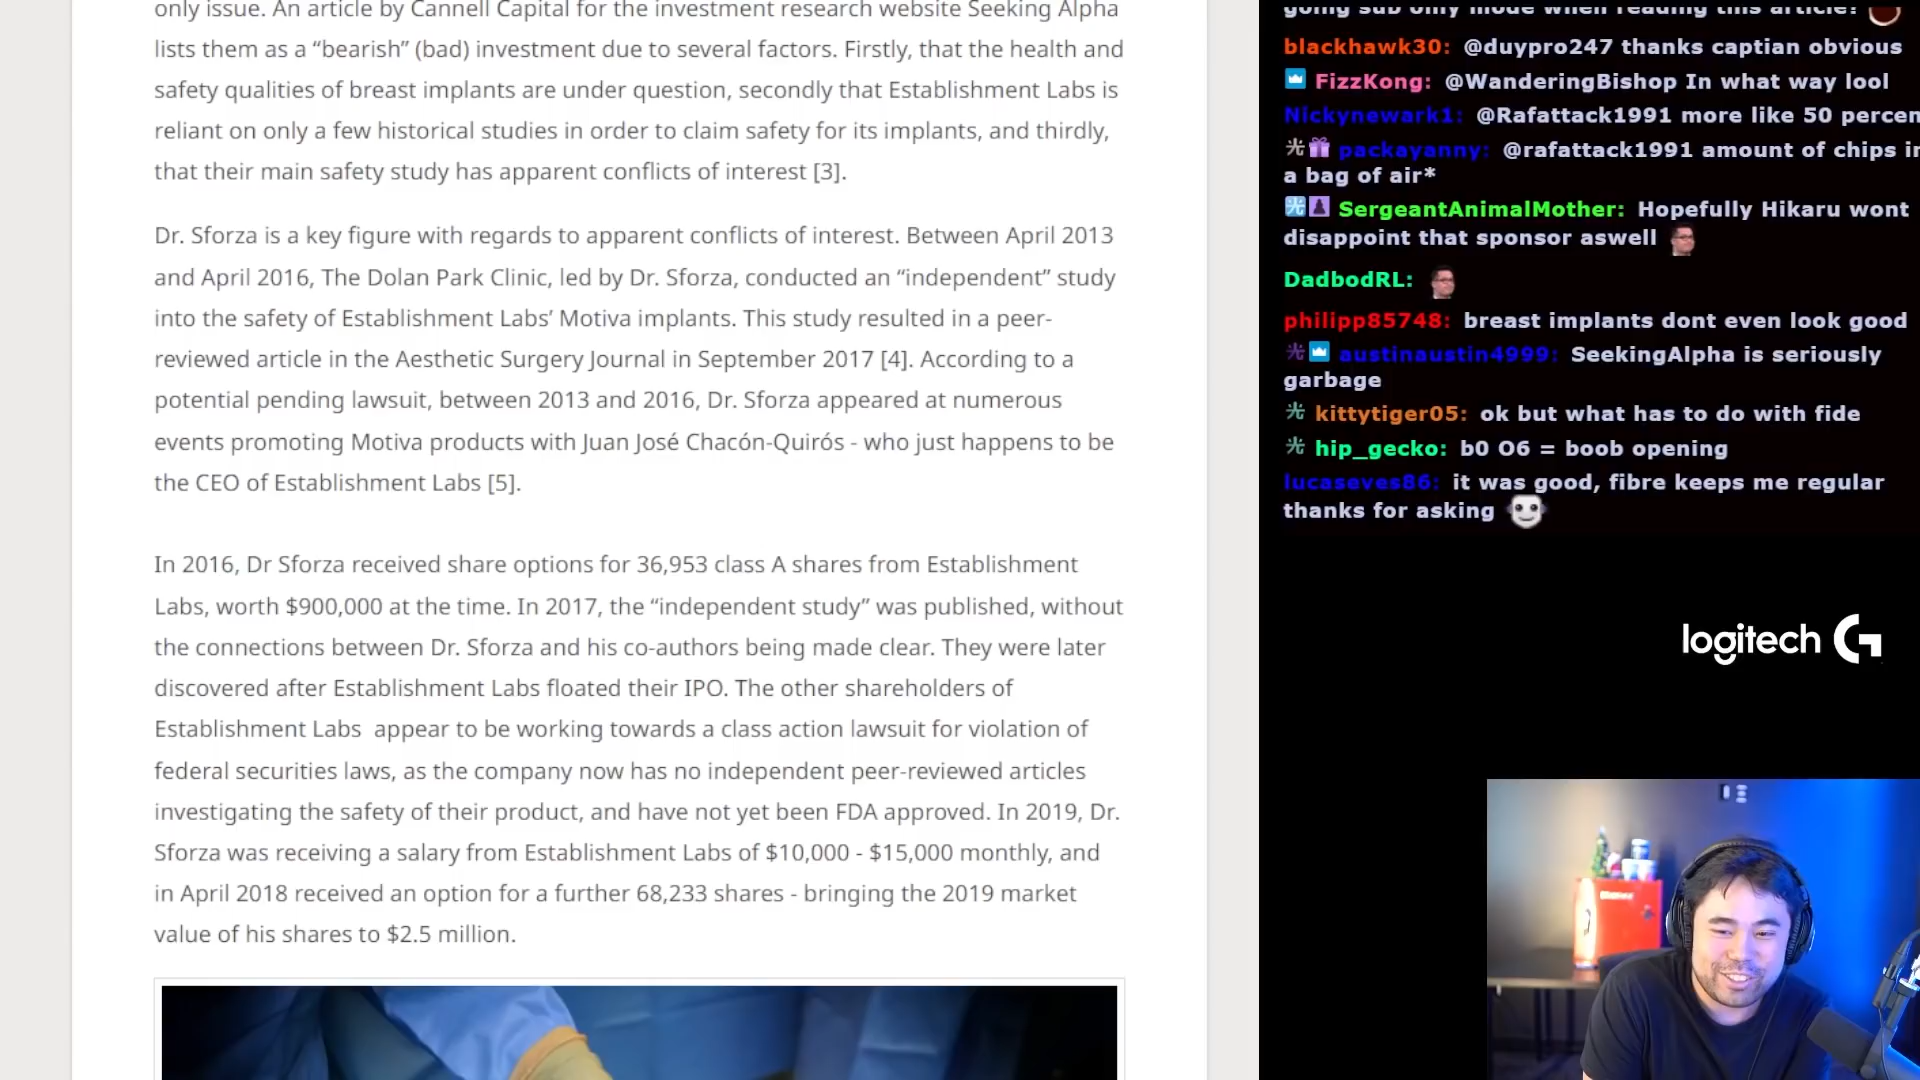 only issue. An article by Cannell Capital for the investment research website Seeking Alpha
lists them as a “bearish” (bad) investment due to several factors. Firstly, that the health and
safety qualities of breast implants are under question, secondly that Establishment Labs is
reliant on only a few historical studies in order to claim safety for its implants, and thirdly,
that their main safety study has apparent conflicts of interest [3].
Dr. Sforza is a key figure with regards to apparent conflicts of interest. Between April 2013
and April 2016, The Dolan Park Clinic, led by Dr. Sforza, conducted an “independent” study
into the safety of Establishment Labs’ Motiva implants. This study resulted in a peer-
reviewed article in the Aesthetic Surgery Journal in September 2017 [4]. According to a
potential pending lawsuit, between 2013 and 2016, Dr. Sforza appeared at numerous
events promoting Motiva products with Juan José Chacón-Quirós - who just happens to be
the CEO of Establishment Labs [5].
In 2016, Dr Sforza received share options for 36,953 class A shares from Establishment
Labs, worth $900,000 at the time. In 2017, the “independent study” was published, without
the connections between Dr. Sforza and his co-authors being made clear. They were later
discovered after Establishment Labs floated their IPO. The other shareholders of
Establishment Labs  appear to be working towards a class action lawsuit for violation of
federal securities laws, as the company now has no independent peer-reviewed articles
investigating the safety of their product, and have not yet been FDA approved. In 2019, Dr.
Sforza was receiving a salary from Establishment Labs of $10,000 - $15,000 monthly, and
in April 2018 received an option for a further 68,233 shares - bringing the 2019 market
value of his shares to $2.5 million.
going sub only mode when reading this article?
blackhawk30: @duypro247 thanks captian obvious
FizzKong: @WanderingBishop In what way lool
Nickynewark1: @Rafattack1991 more like 50 percen
packayanny: @rafattack1991 amount of chips in
a bag of air*
SergeantAnimalMother: Hopefully Hikaru wont
disappoint that sponsor aswell
DadbodRL:
philipp85748: breast implants dont even look good
austinaustin4999: SeekingAlpha is seriously
garbage
kittytiger05: ok but what has to do with fide
hip_gecko: b0 O6 = boob opening
lucaseves86: it was good, fibre keeps me regular
thanks for asking
logitech G